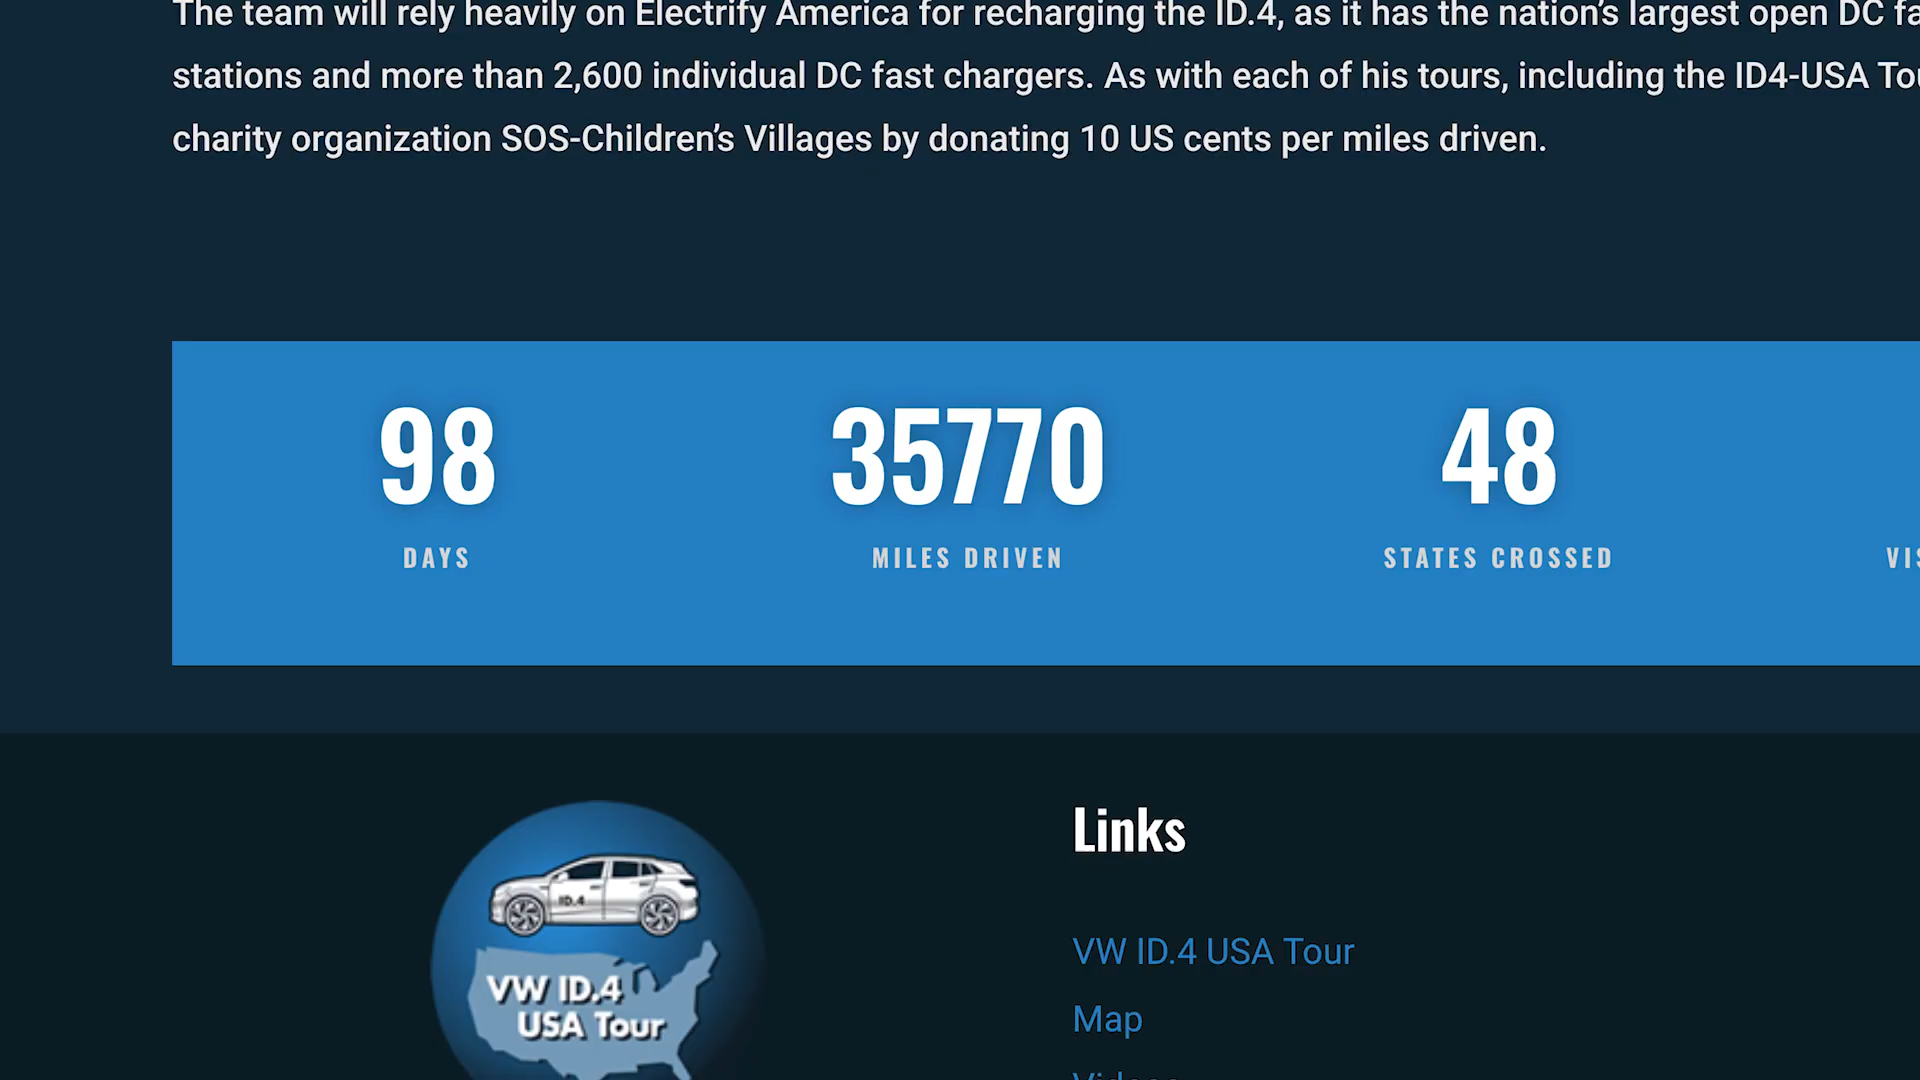 The team will rely heavily on Electrify America for recharging the ID.4, as it has the nation’s largest open DC
stations and more than 2,600 individual DC fast chargers. As with each of his tours, including the ID4-USA
charity organization SOS-Children’s Villages by donating 10 US cents per miles driven.
98
35770
48
DAYS
MILES DRIVEN
STATES CROSSED
Links
ID.4
VW ID.4 USA Tour
VW ID.4
USA Tour
Map
Videos